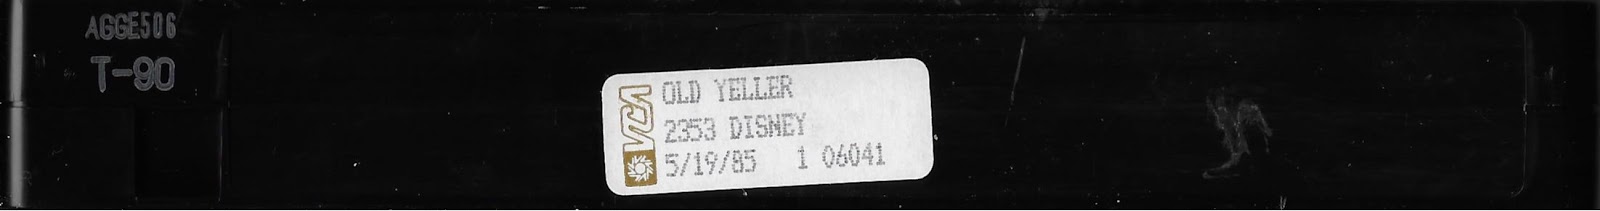 AGGE506
T-90
VCA
OLD YELLER
2353 DISNEY
5/19/85 1 06041